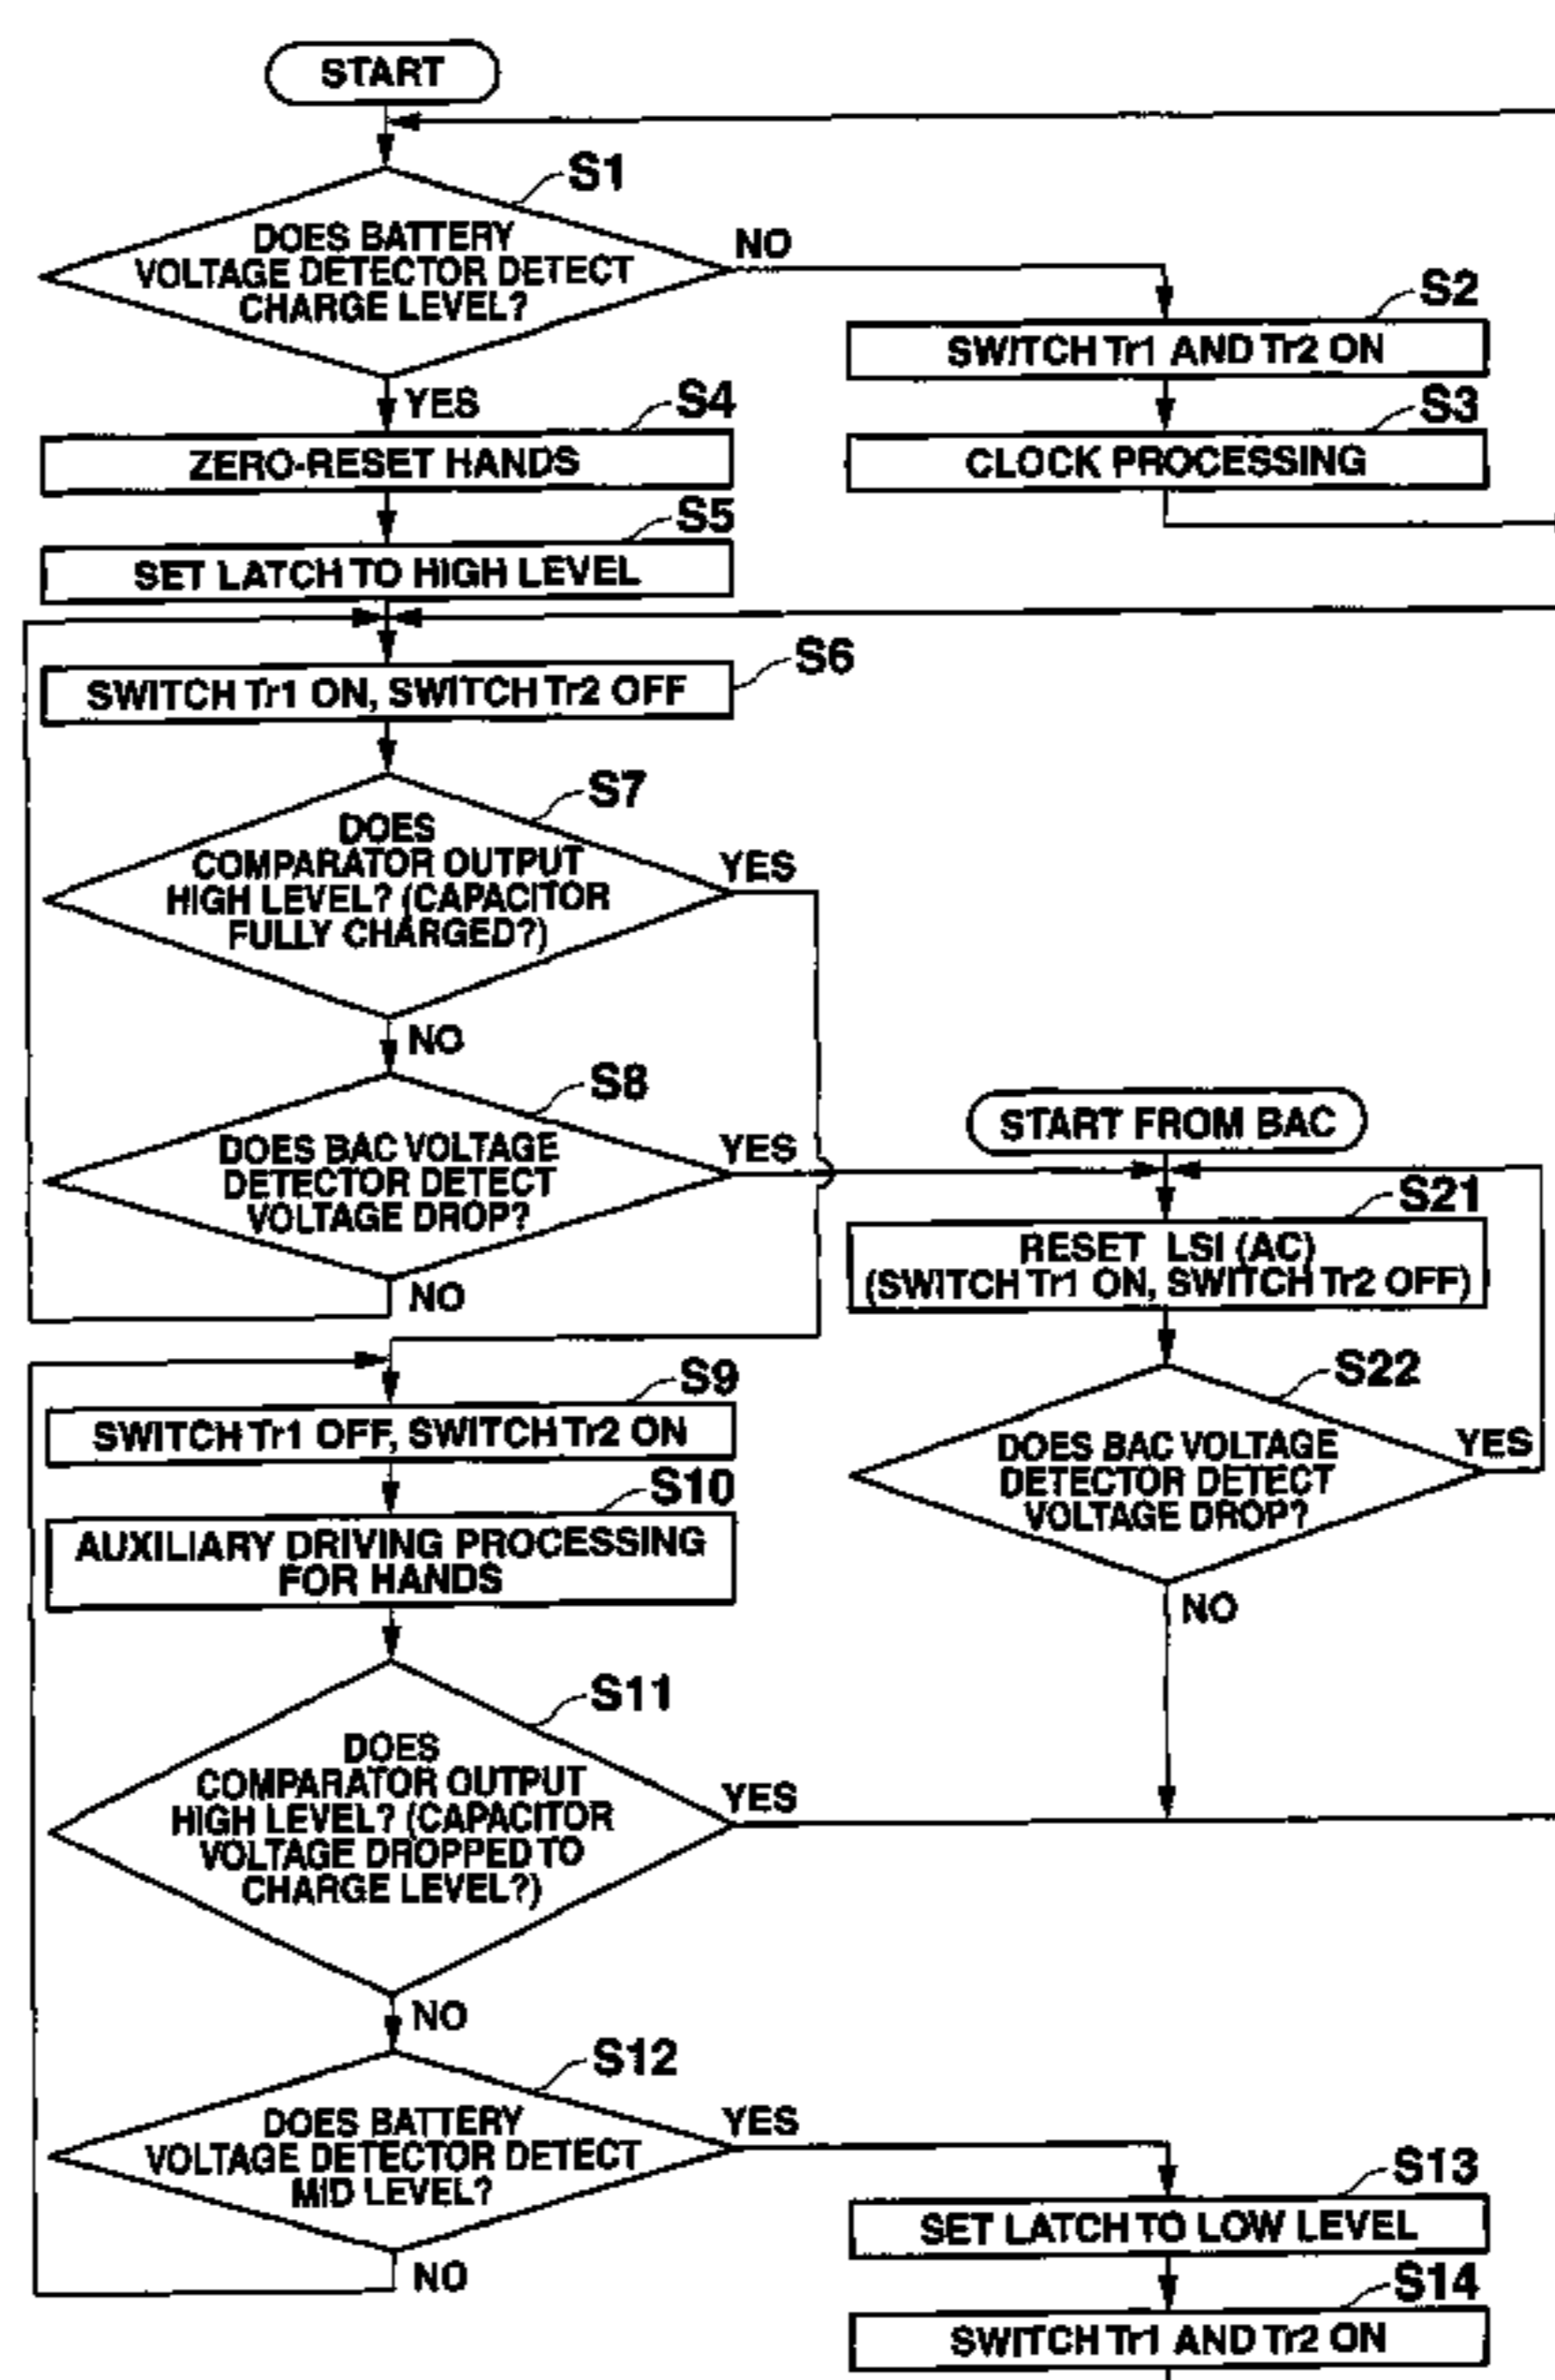 START
S1
DOES BATTERY
VOLTAGE DETECTOR DETECT
CHARGE LEVEL?
NO
YES
S2
SWITCH Tr1 AND Tr2 ON
S3
CLOCK PROCESSING
S4
ZERO-RESET HANDS
S5
SET LATCH TO HIGH LEVEL
S6
SWITCH Tr1 ON, SWITCH Tr2 OFF
S7
DOES
COMPARATOR OUTPUT
HIGH LEVEL? (CAPACITOR
FULLY CHARGED?)
YES
NO
S8
DOES BAC VOLTAGE
DETECTOR DETECT
VOLTAGE DROP?
YES
NO
START FROM BAC
S21
RESET LSI (AC)
(SWITCH Tr1 ON, SWITCH Tr2 OFF)
S22
DOES BAC VOLTAGE
DETECTOR DETECT
VOLTAGE DROP?
YES
NO
S9
SWITCH Tr1 OFF, SWITCH Tr2 ON
S10
AUXILIARY DRIVING PROCESSING
FOR HANDS
S11
DOES
COMPARATOR OUTPUT
HIGH LEVEL? (CAPACITOR
VOLTAGE DROPPED TO
CHARGE LEVEL?)
YES
NO
S12
DOES BATTERY
VOLTAGE DETECTOR DETECT
MID LEVEL?
YES
NO
S13
SET LATCH TO LOW LEVEL
S14
SWITCH Tr1 AND Tr2 ON